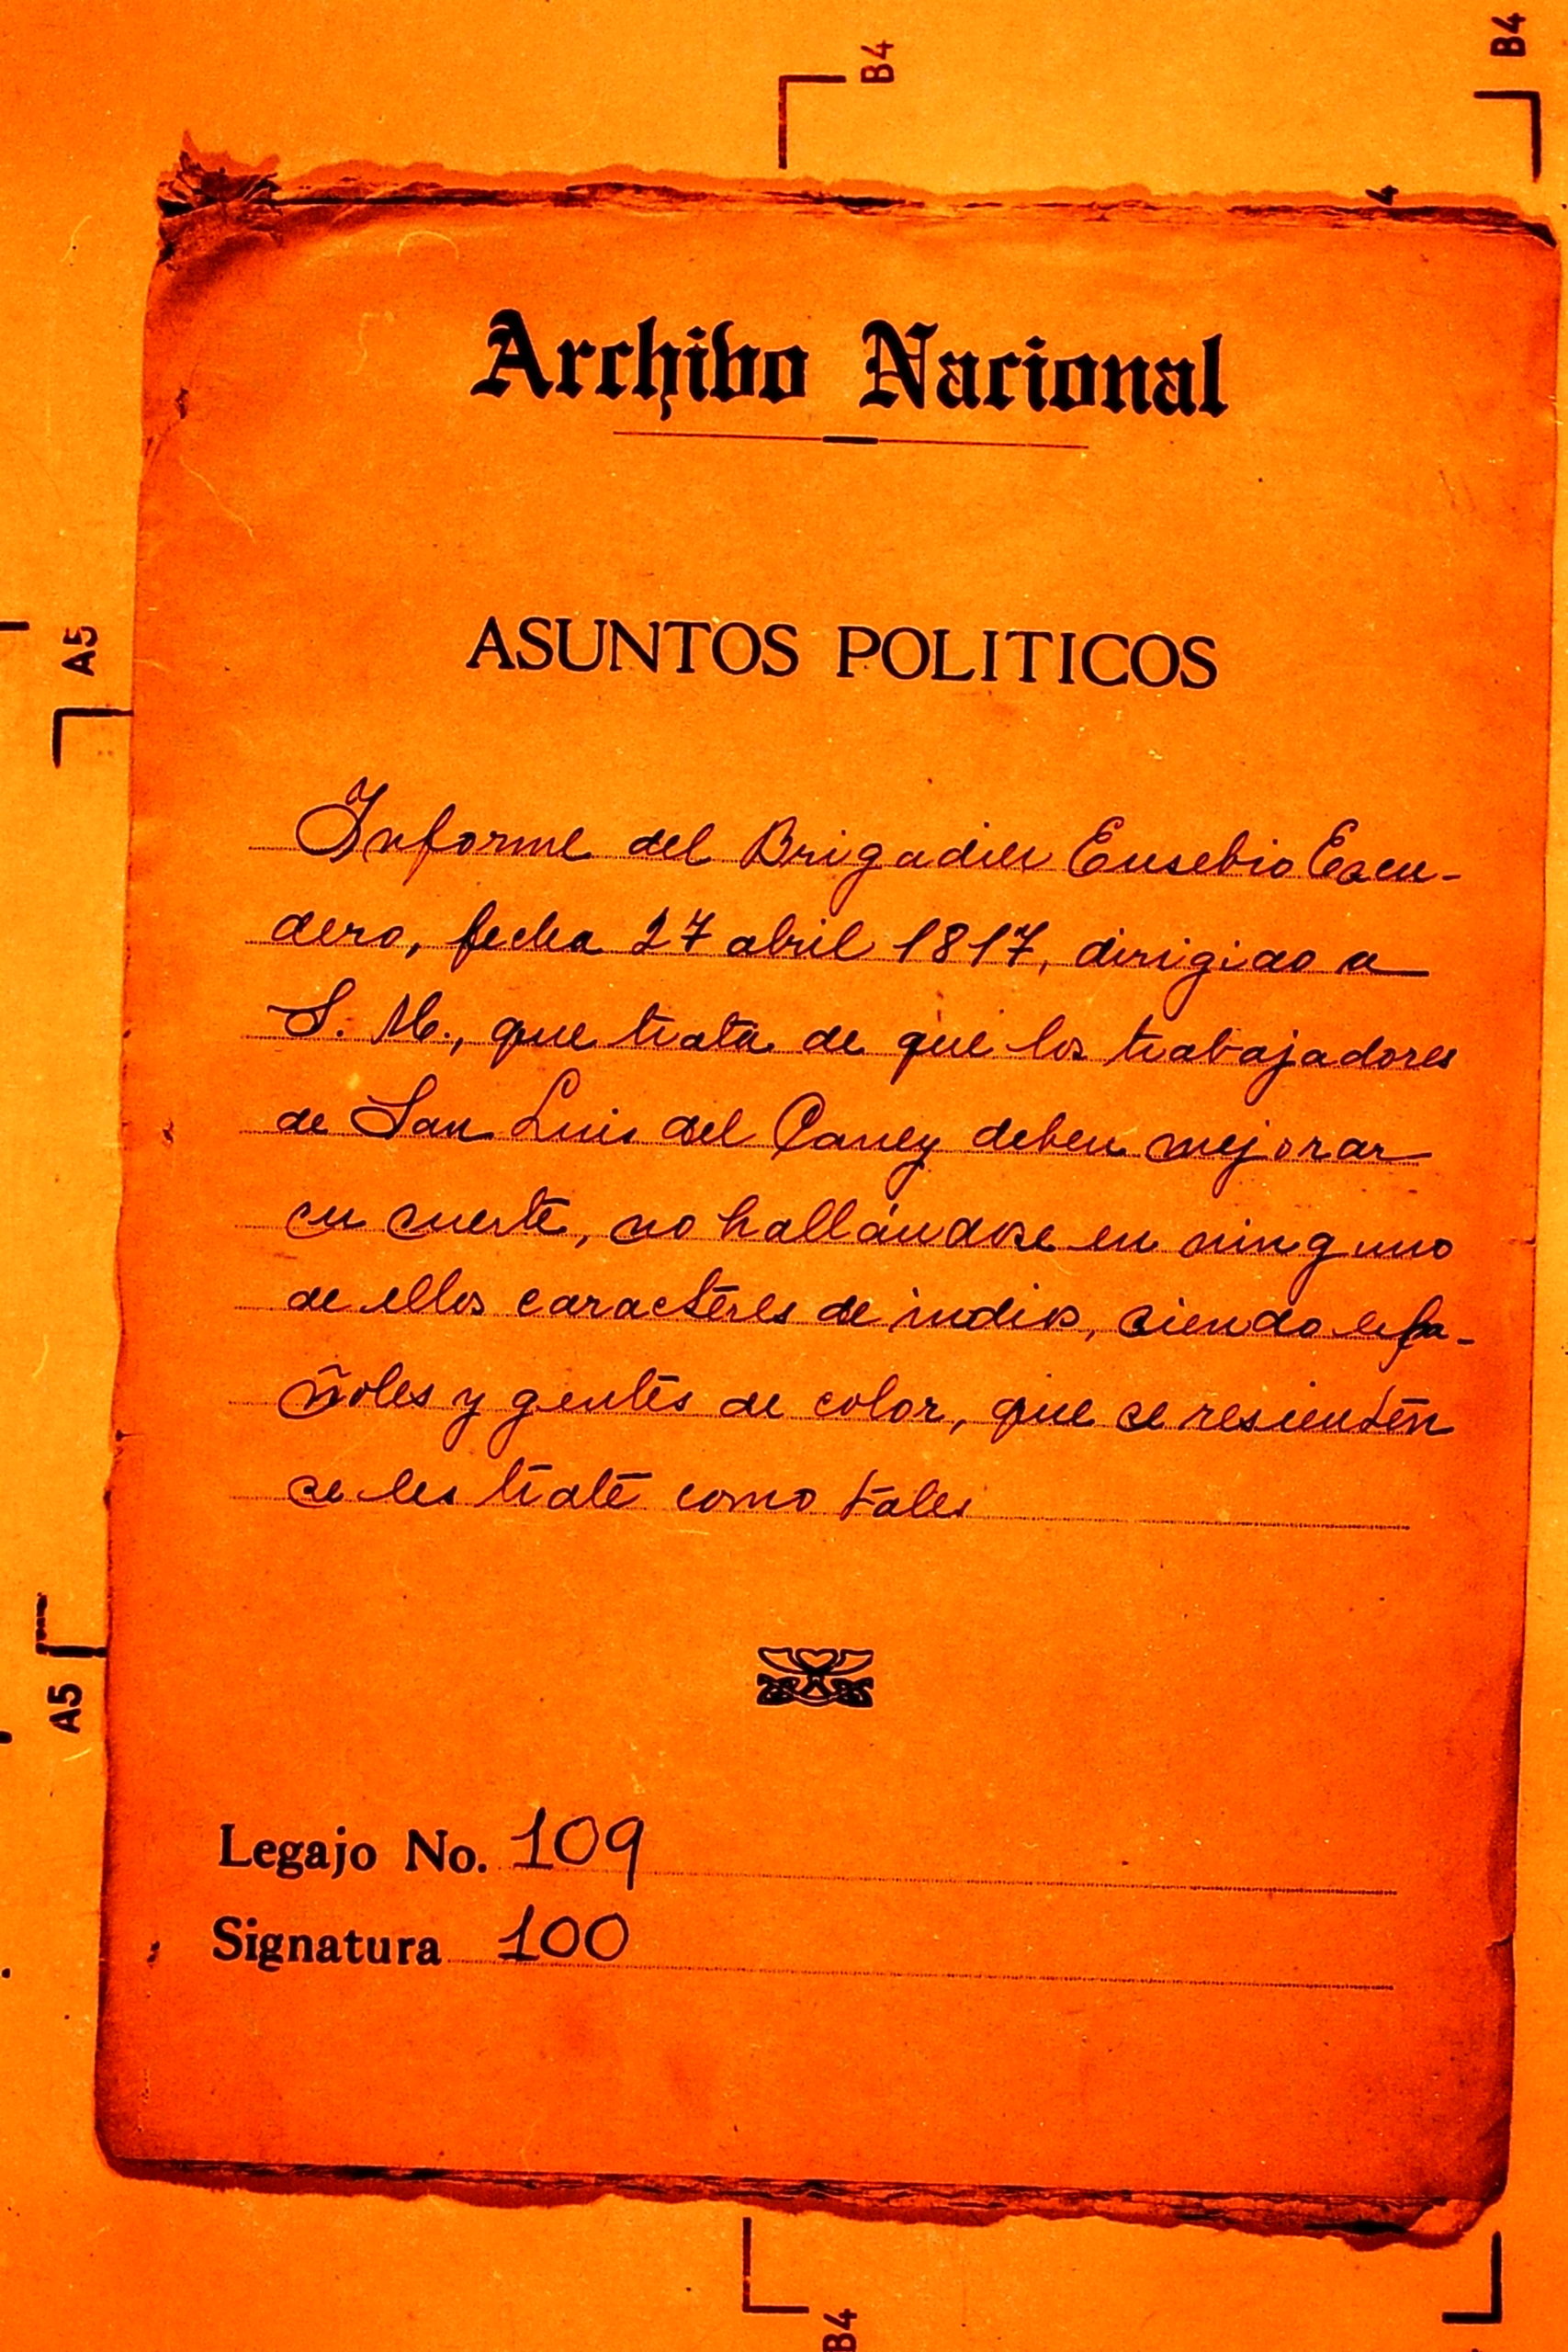 B4
B4
Archivo Nacional
ASUNTOS POLITICOS
A5
Informe del Brigadier Eusebio Escu-
dero, fecha 27 abril 1817, dirigido a
S. M., que trata de que los trabajadores
de San Luis del Caney deben mejorar
su suerte, no hallándose en ninguno
de ellos caracteres de indios, siendo espa-
ñoles y gentes de color, que se resienten
se les trate como tales
A5
Legajo No. 109
Signatura 100
B4